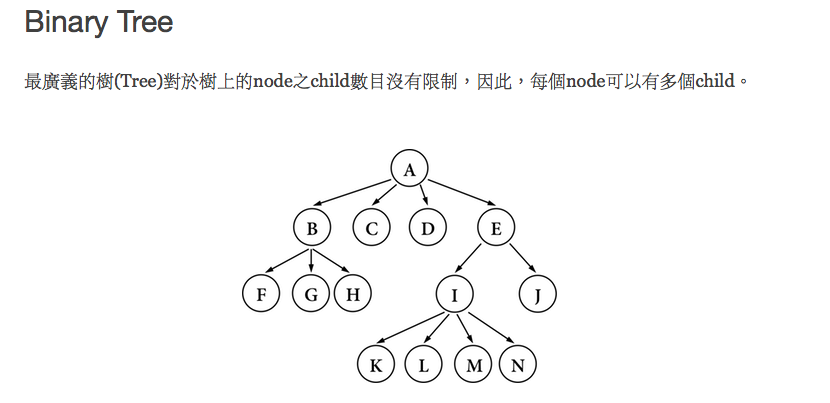 Binary Tree
最廣義的樹(Tree)對於樹上的node之child數目沒有限制，因此，每個node可以有多個child。
A
B C D E
F G H I J
K L M N